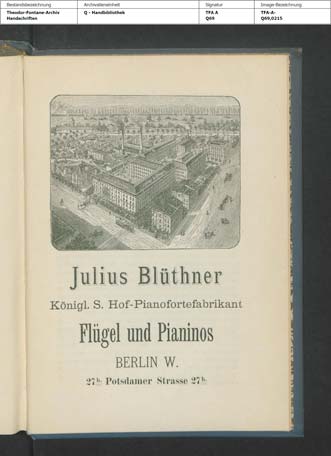 Bestandsbezeichnung Archivalieneinheit Signatur Image-Bezeichnung
Theodor-Fontane-Archiv Q - Handbibliothek TFA A TFA-A-
Handschriften Q69 Q69,0215
Julius Blüthner
Königl. S. Hof-Pianofortefabrikant
Flügel und Pianinos
BERLIN W.
27b. Potsdamer Strasse 27b.